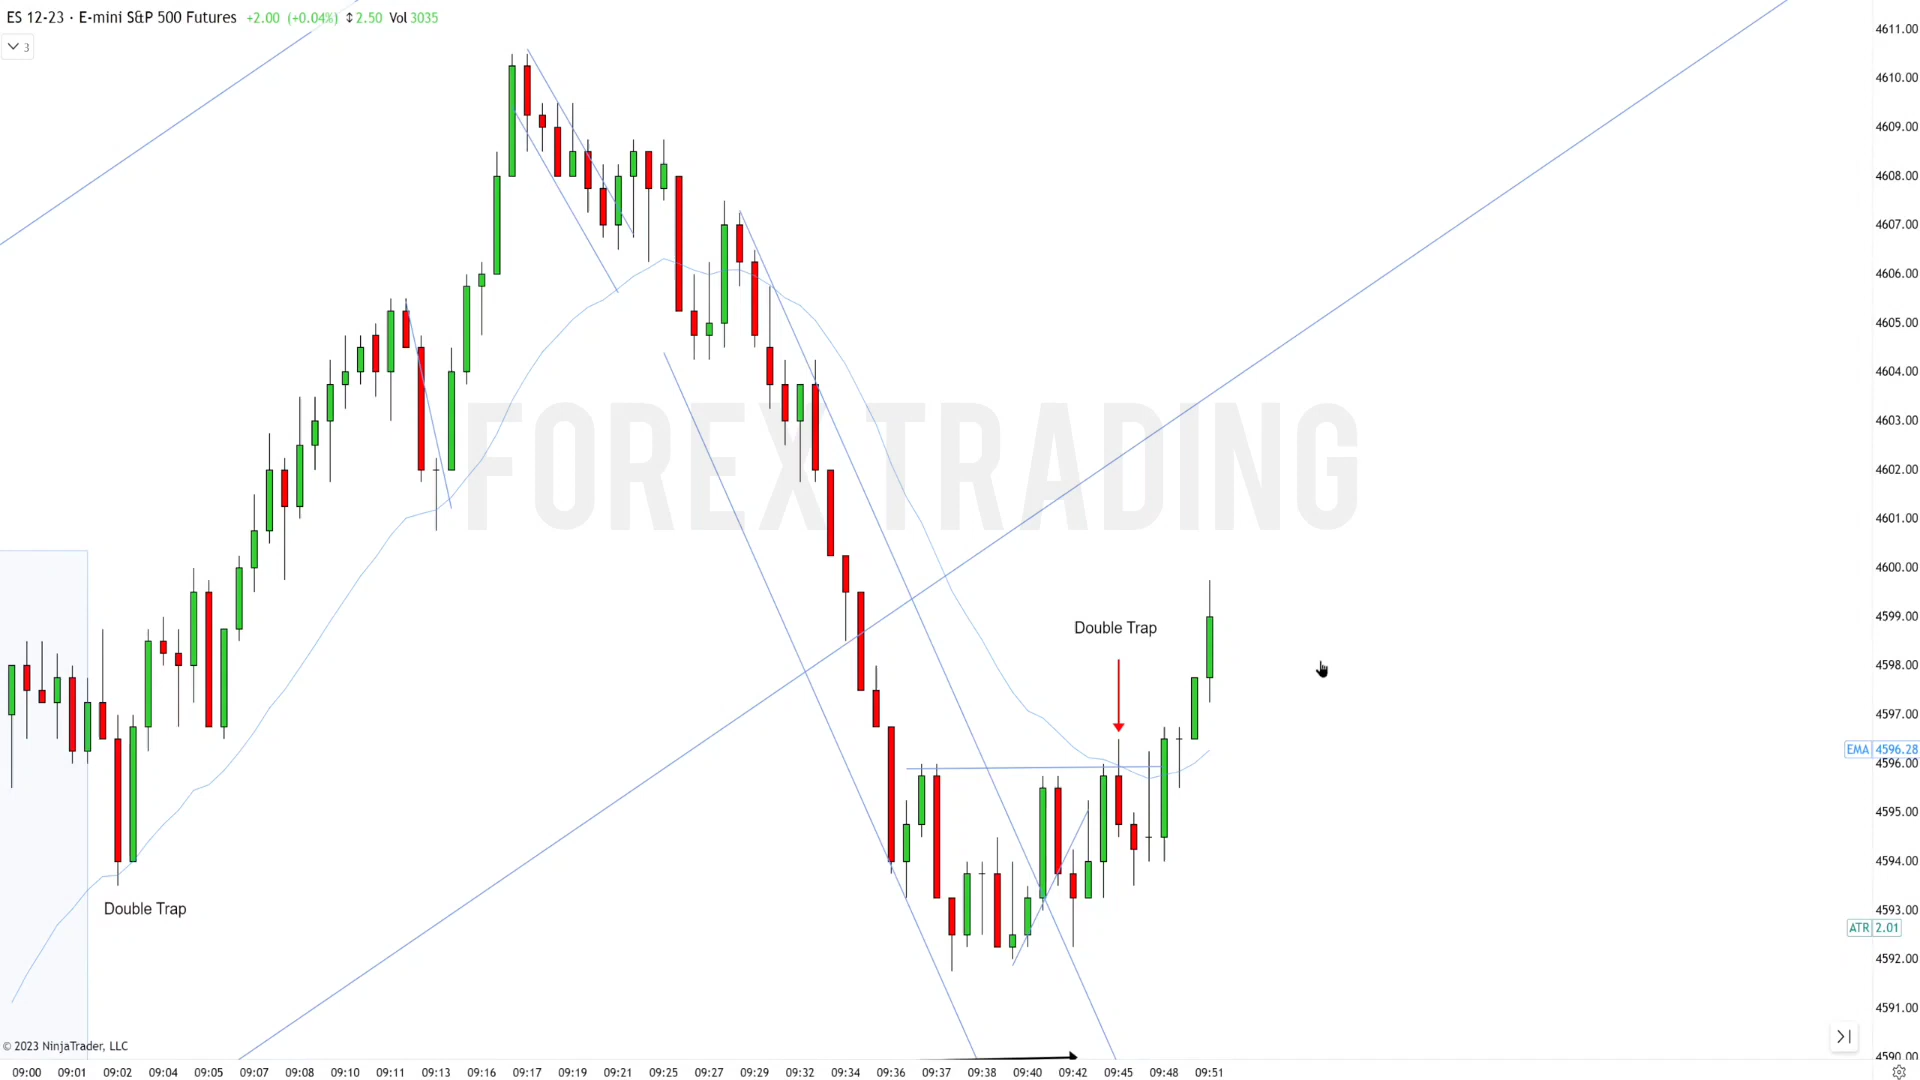 ES 12-23 · E-mini S&P 500 Futures +2.00 (+0.04%) ↕2.50 Vol 3035
3
4611.00
4610.00
4609.00
4608.00
4607.00
4606.00
4605.00
4604.00
4603.00
FOREX TRADING
4602.00
4601.00
4600.00
4599.00
Double Trap
4598.00
4597.00
EMA 4596.28
4596.00
4595.00
4594.00
Double Trap
4593.00
ATR 2.01
4592.00
4591.00
© 2023 NinjaTrader, LLC
4590.00
09:00 09:01 09:02 09:04 09:05 09:07 09:08 09:10 09:11 09:13 09:16 09:17 09:19 09:21 09:25 09:27 09:29 09:32 09:34 09:36 09:37 09:38 09:40 09:42 09:45 09:48 09:51